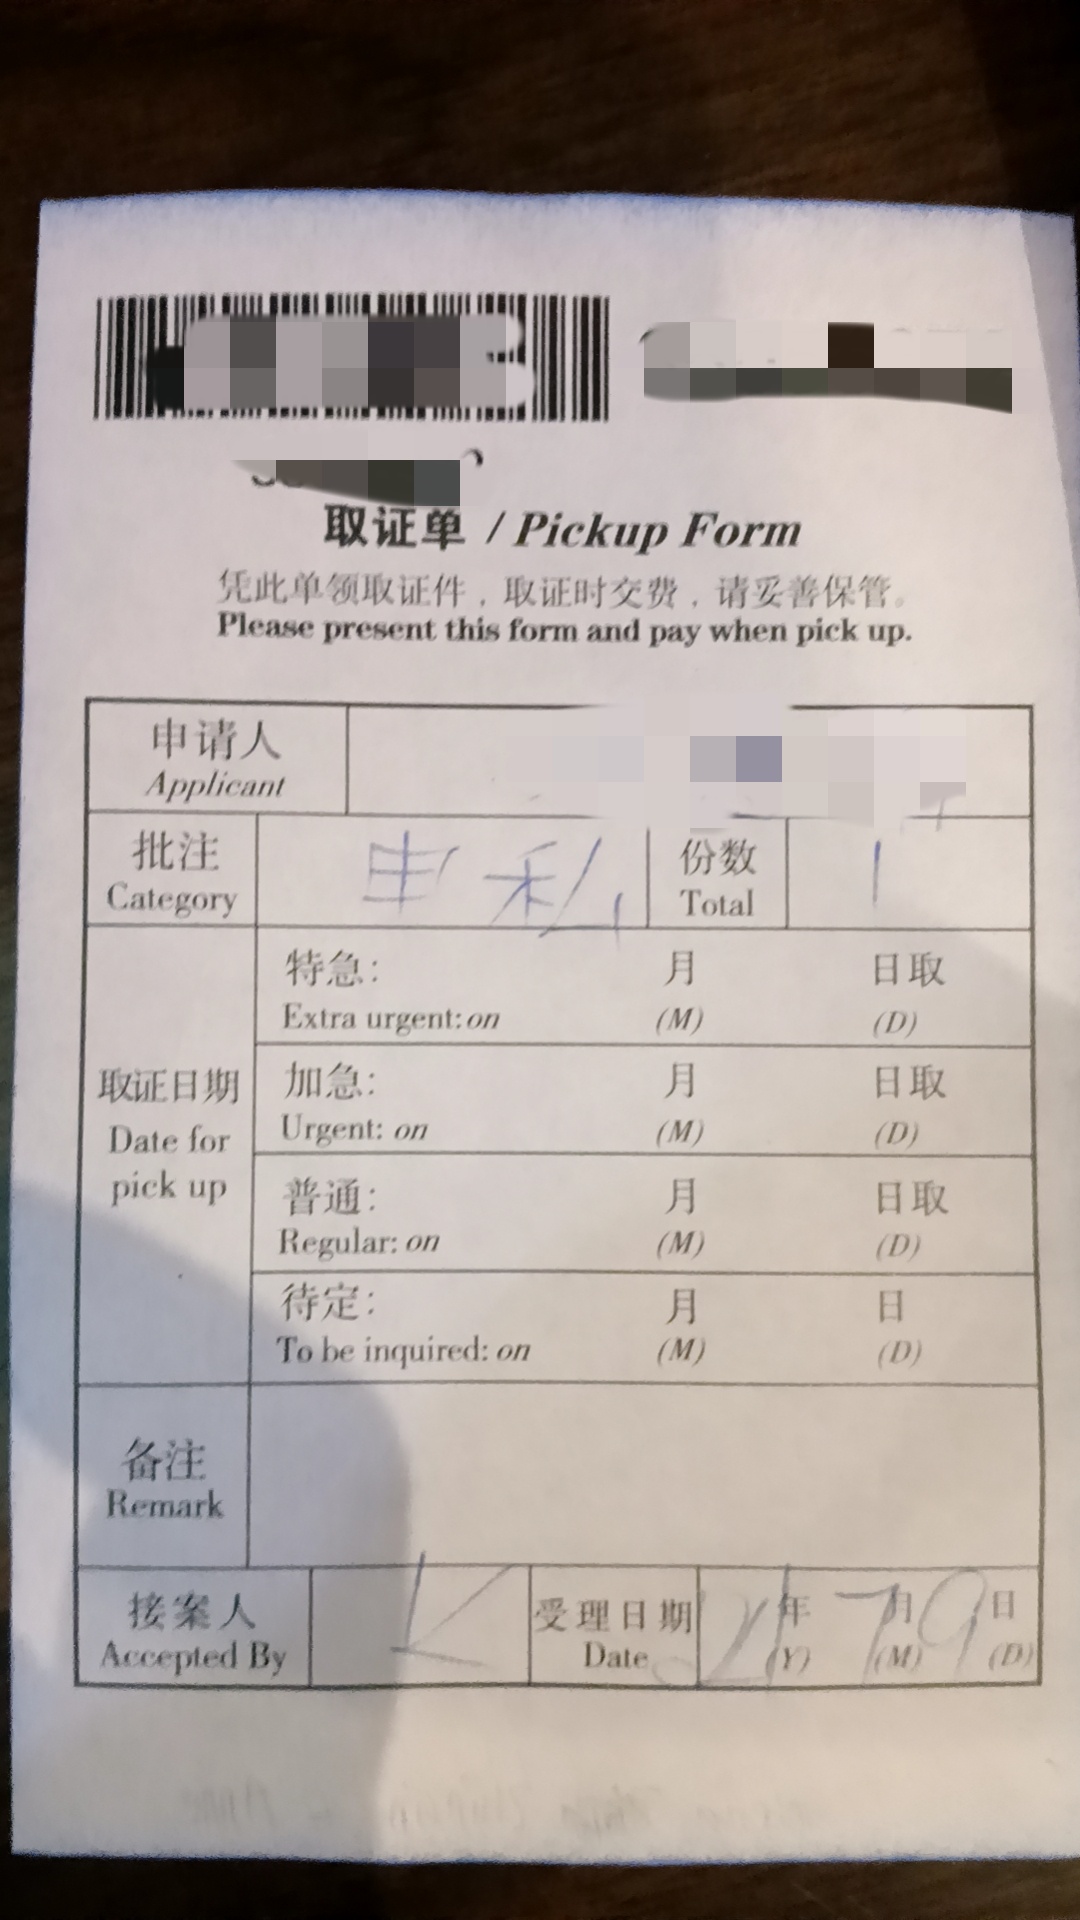 取证单 / Pickup Form
凭此单领取证件，取证时交费，请妥善保管。
Please present this form and pay when pick up.
申请人
Applicant
批注
Category
私
份数
Total
1
取证日期
Date for
pick up
特急： 月 日取
Extra urgent: on (M) (D)
加急： 月 日取
Urgent: on (M) (D)
普通： 月 日取
Regular: on (M) (D)
待定： 月 日
To be inquired: on (M) (D)
备注
Remark
接案人
Accepted By
受理日期
Date
21年 7月 9日
(Y) (M) (D)